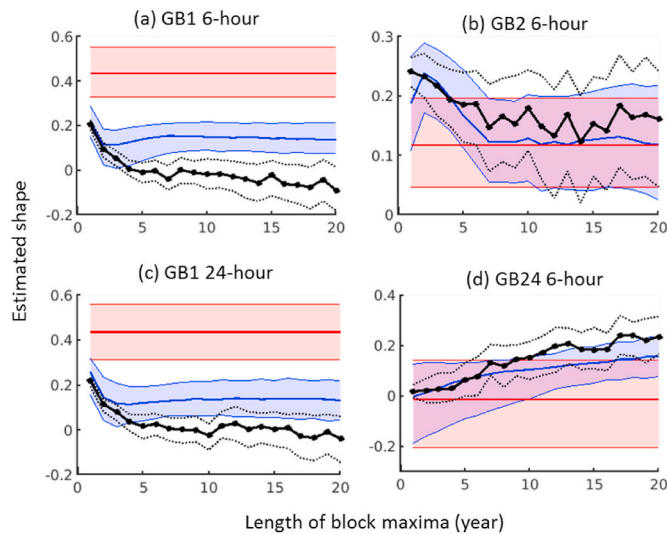 (a) GB1 6-hour
(b) GB2 6-hour
0.6
0.4
0.2
0
-0.2
0 5 10 15 20
0.3
0.2
0.1
0
0 5 10 15 20
Estimated shape
(c) GB1 24-hour
(d) GB24 6-hour
0.6
0.4
0.2
0
-0.2
0 5 10 15 20
0.4
0.2
0
-0.2
0 5 10 15 20
Length of block maxima (year)